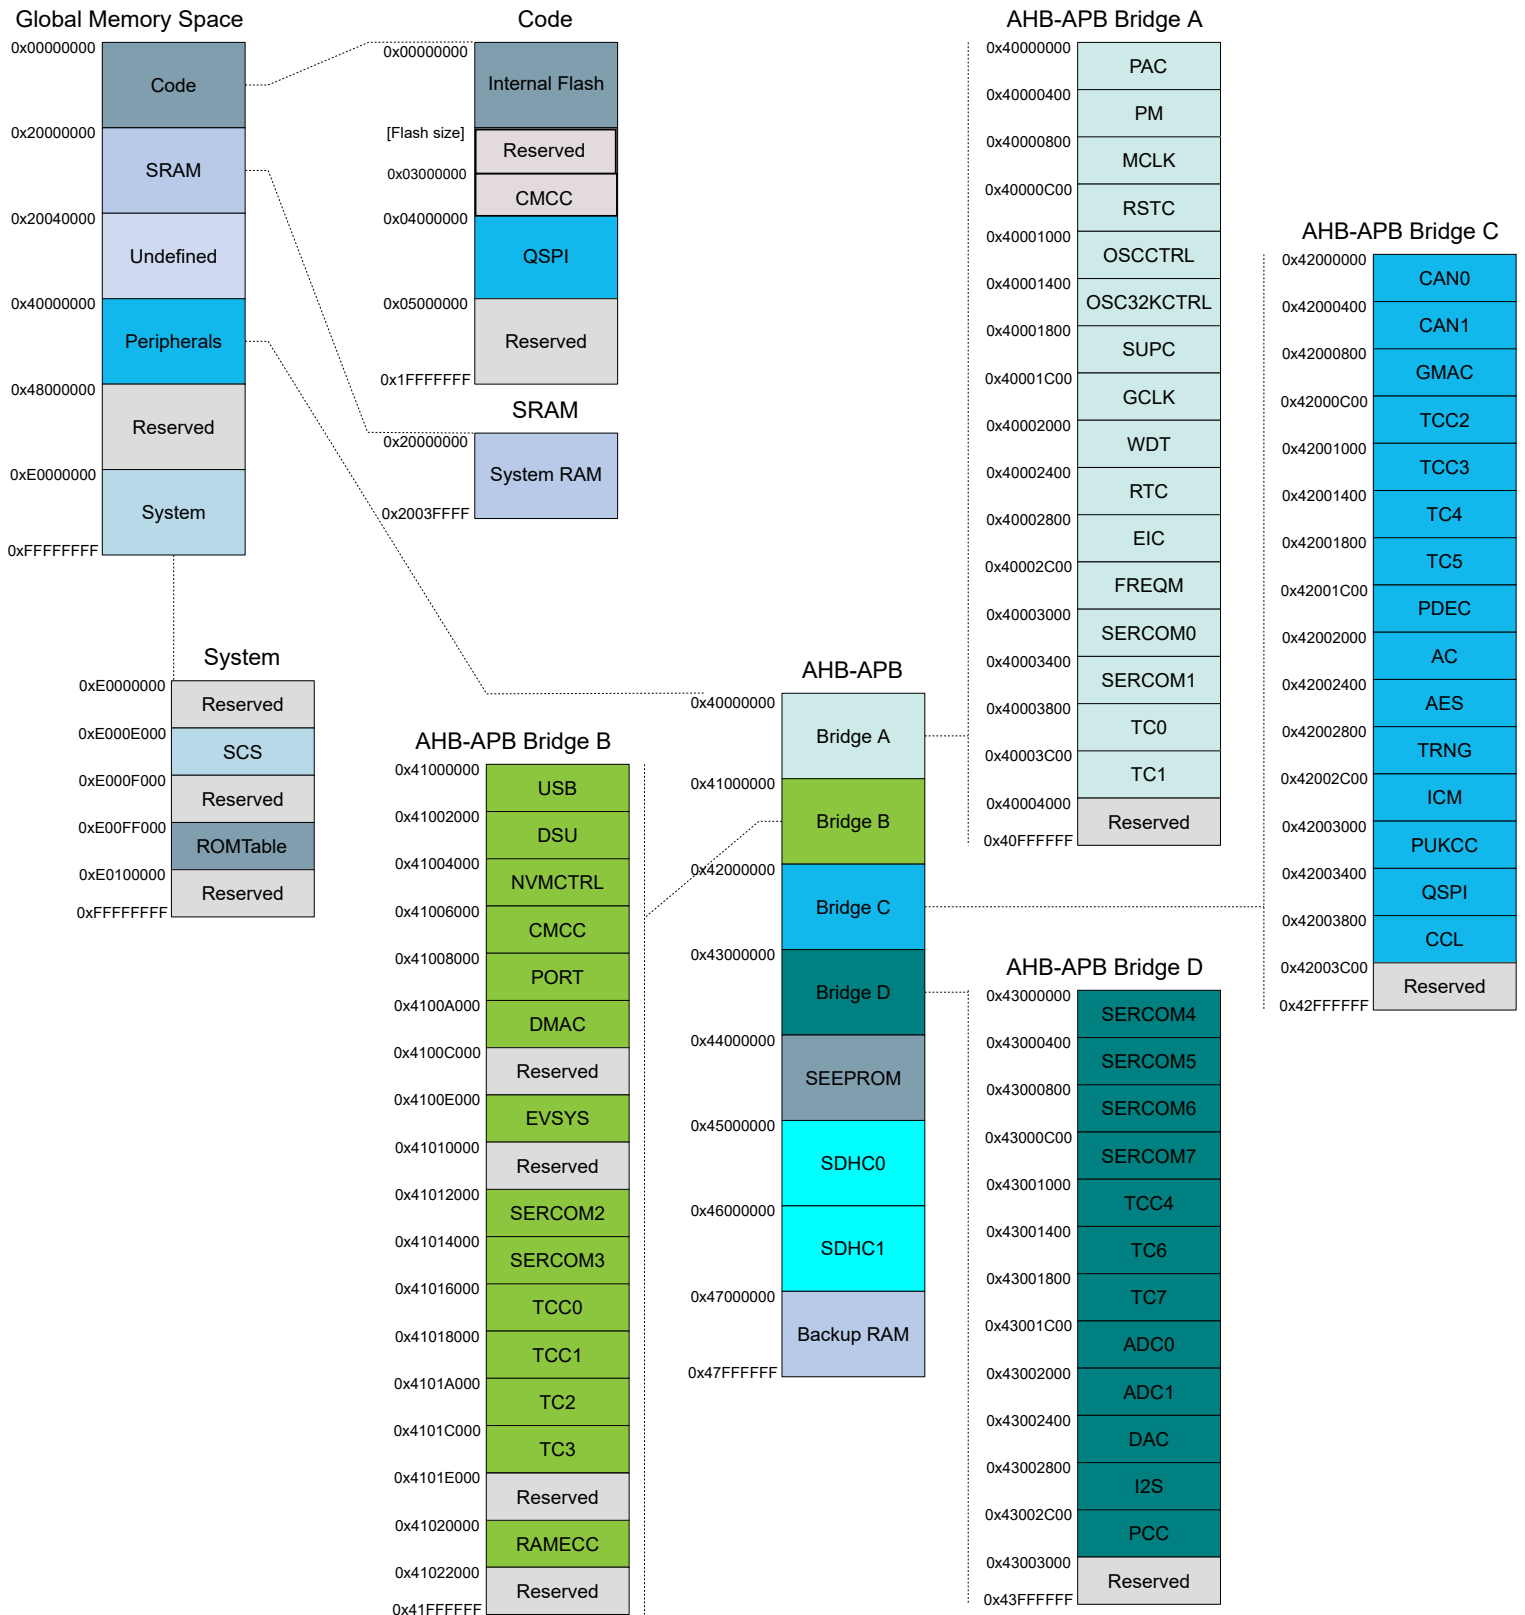 Global Memory Space
0x00000000
Code
0x20000000
SRAM
0x20040000
Undefined
0x40000000
Peripherals
0x48000000
Reserved
0xE0000000
System
0xFFFFFFFF
Code
0x00000000
Internal Flash
[Flash size]
Reserved
0x03000000
CMCC
0x04000000
QSPI
0x05000000
Reserved
0x1FFFFFFF
SRAM
0x20000000
System RAM
0x2003FFFF
System
0xE0000000
Reserved
0xE000E000
SCS
0xE000F000
Reserved
0xE00FF000
ROMTable
0xE0100000
Reserved
0xFFFFFFFF
AHB-APB
0x40000000
Bridge A
0x41000000
Bridge B
0x42000000
Bridge C
0x43000000
Bridge D
0x44000000
SEEPROM
0x45000000
SDHC0
0x46000000
SDHC1
0x47000000
Backup RAM
0x47FFFFFF
AHB-APB Bridge A
0x40000000
PAC
0x40000400
PM
0x40000800
MCLK
0x40000C00
RSTC
0x40001000
OSCCTRL
0x40001400
OSC32KCTRL
0x40001800
SUPC
0x40001C00
GCLK
0x40002000
WDT
0x40002400
RTC
0x40002800
EIC
0x40002C00
FREQM
0x40003000
SERCOM0
0x40003400
SERCOM1
0x40003800
TC0
0x40003C00
TC1
0x40004000
Reserved
0x40FFFFFF
AHB-APB Bridge B
0x41000000
USB
0x41002000
DSU
0x41004000
NVMCTRL
0x41006000
CMCC
0x41008000
PORT
0x4100A000
DMAC
0x4100C000
Reserved
0x4100E000
EVSYS
0x41010000
Reserved
0x41012000
SERCOM2
0x41014000
SERCOM3
0x41016000
TCC0
0x41018000
TCC1
0x4101A000
TC2
0x4101C000
TC3
0x4101E000
Reserved
0x41020000
RAMECC
0x41022000
Reserved
0x41FFFFFF
AHB-APB Bridge C
0x42000000
CAN0
0x42000400
CAN1
0x42000800
GMAC
0x42000C00
TCC2
0x42001000
TCC3
0x42001400
TC4
0x42001800
TC5
0x42001C00
PDEC
0x42002000
AC
0x42002400
AES
0x42002800
TRNG
0x42002C00
ICM
0x42003000
PUKCC
0x42003400
QSPI
0x42003800
CCL
0x42003C00
Reserved
0x42FFFFFF
AHB-APB Bridge D
0x43000000
SERCOM4
0x43000400
SERCOM5
0x43000800
SERCOM6
0x43000C00
SERCOM7
0x43001000
TCC4
0x43001400
TC6
0x43001800
TC7
0x43001C00
ADC0
0x43002000
ADC1
0x43002400
DAC
0x43002800
I2S
0x43002C00
PCC
0x43003000
Reserved
0x43FFFFFF